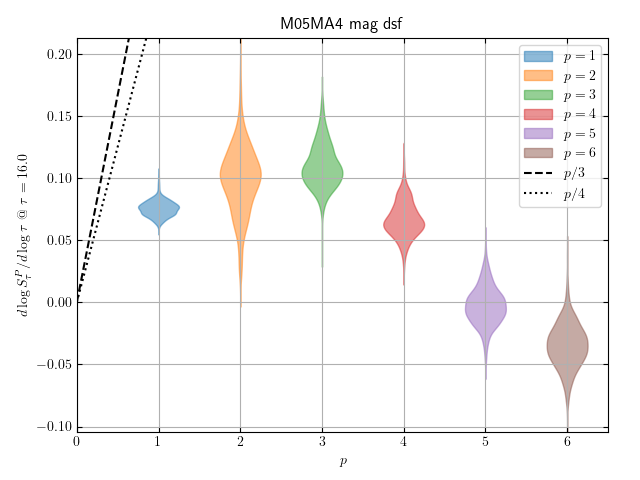 M05MA4 mag dsf
0.20
0.15
0.10
0.05
0.00
−0.05
−0.10
d log S_τ^P / d log τ @ τ = 16.0
0 1 2 3 4 5 6
p
p = 1
p = 2
p = 3
p = 4
p = 5
p = 6
p/3
p/4